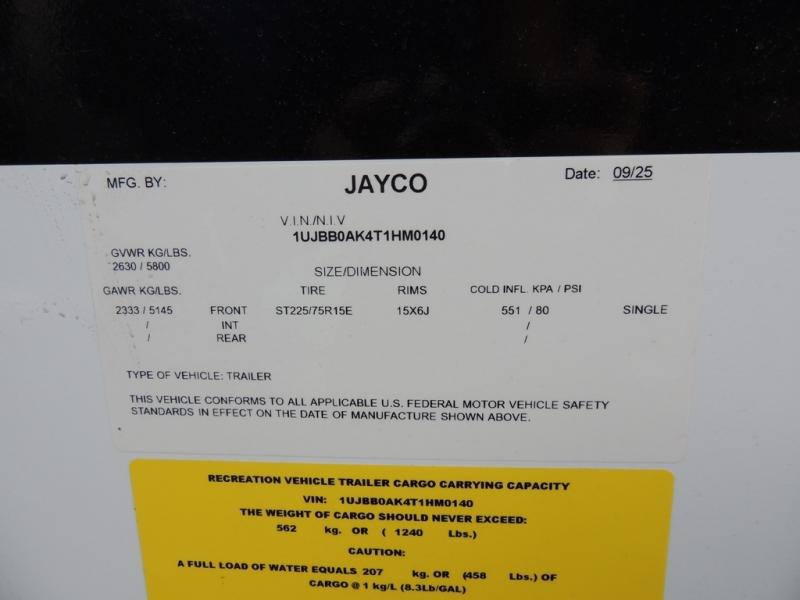 MFG. BY: JAYCO Date: 09/25
V.I.N./N.I.V
1UJBB0AK4T1HM0140
GVWR KG/LBS.
2630 / 5800
SIZE/DIMENSION
GAWR KG/LBS. TIRE RIMS COLD INFL. KPA / PSI
2333 / 5145 FRONT ST225/75R15E 15X6J 551 / 80 SINGLE
/ INT /
/ REAR /
TYPE OF VEHICLE: TRAILER
THIS VEHICLE CONFORMS TO ALL APPLICABLE U.S. FEDERAL MOTOR VEHICLE SAFETY
STANDARDS IN EFFECT ON THE DATE OF MANUFACTURE SHOWN ABOVE.
RECREATION VEHICLE TRAILER CARGO CARRYING CAPACITY
VIN: 1UJBB0AK4T1HM0140
THE WEIGHT OF CARGO SHOULD NEVER EXCEED:
562 kg. OR ( 1240 Lbs.)
CAUTION:
A FULL LOAD OF WATER EQUALS 207 kg. OR (458 Lbs.) OF
CARGO @ 1 kg/L (8.3Lb/GAL)